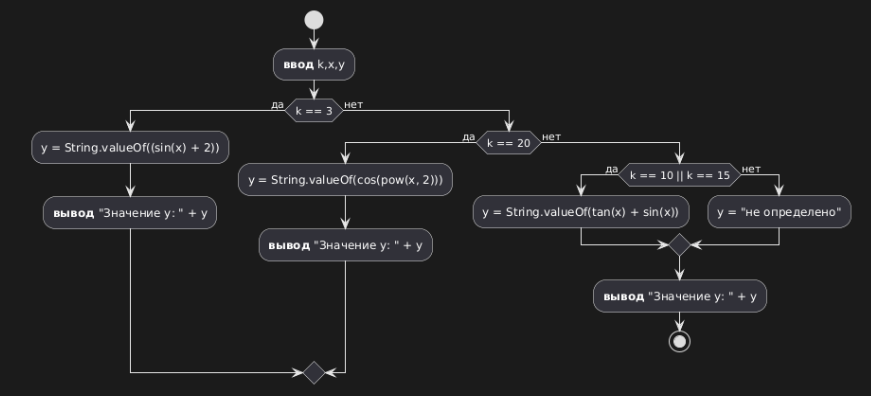 ввод k,x,y
да
k == 3
нет
y = String.valueOf((sin(x) + 2))
вывод "Значение y: " + y
да
k == 20
нет
y = String.valueOf(cos(pow(x, 2)))
вывод "Значение y: " + y
да
k == 10 || k == 15
нет
y = String.valueOf(tan(x) + sin(x))
y = "не определено"
вывод "Значение y: " + y